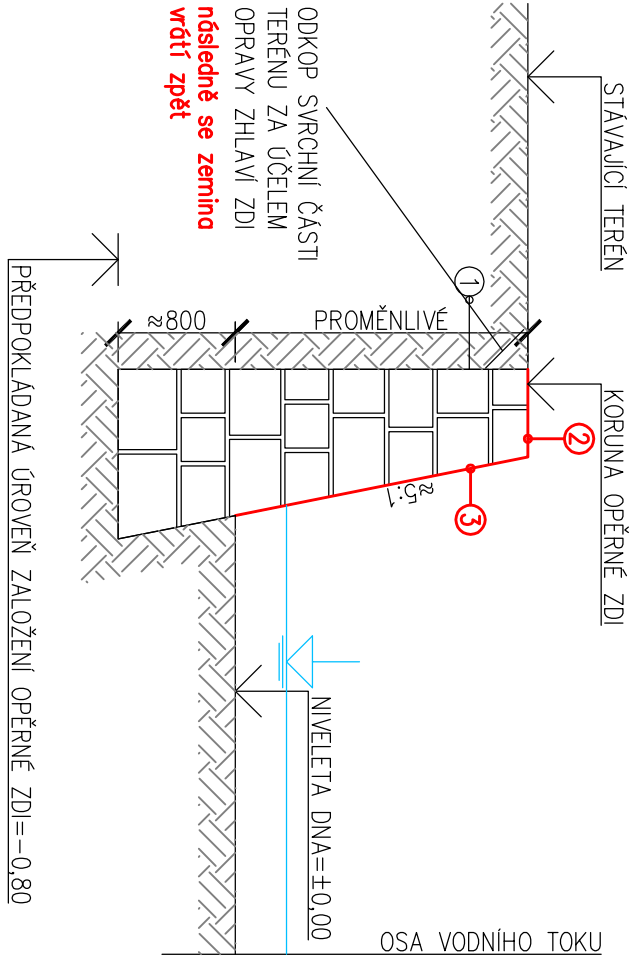 STÁVAJÍCÍ TERÉN
KORUNA OPĚRNÉ ZDI
ODKOP SVRCHNÍ ČÁSTI
TERÉNU ZA ÚČELEM
OPRAVY ZHLAVÍ ZDI
následně se zemina
vrátí zpět
1
2
3
≈800
PROMĚNLIVÉ
≈5:1
NIVELETA DNA=±0,00
PŘEDPOKLÁDANÁ ÚROVEŇ ZALOŽENÍ OPĚRNÉ ZDI=-0,80
OSA VODNÍHO TOKU